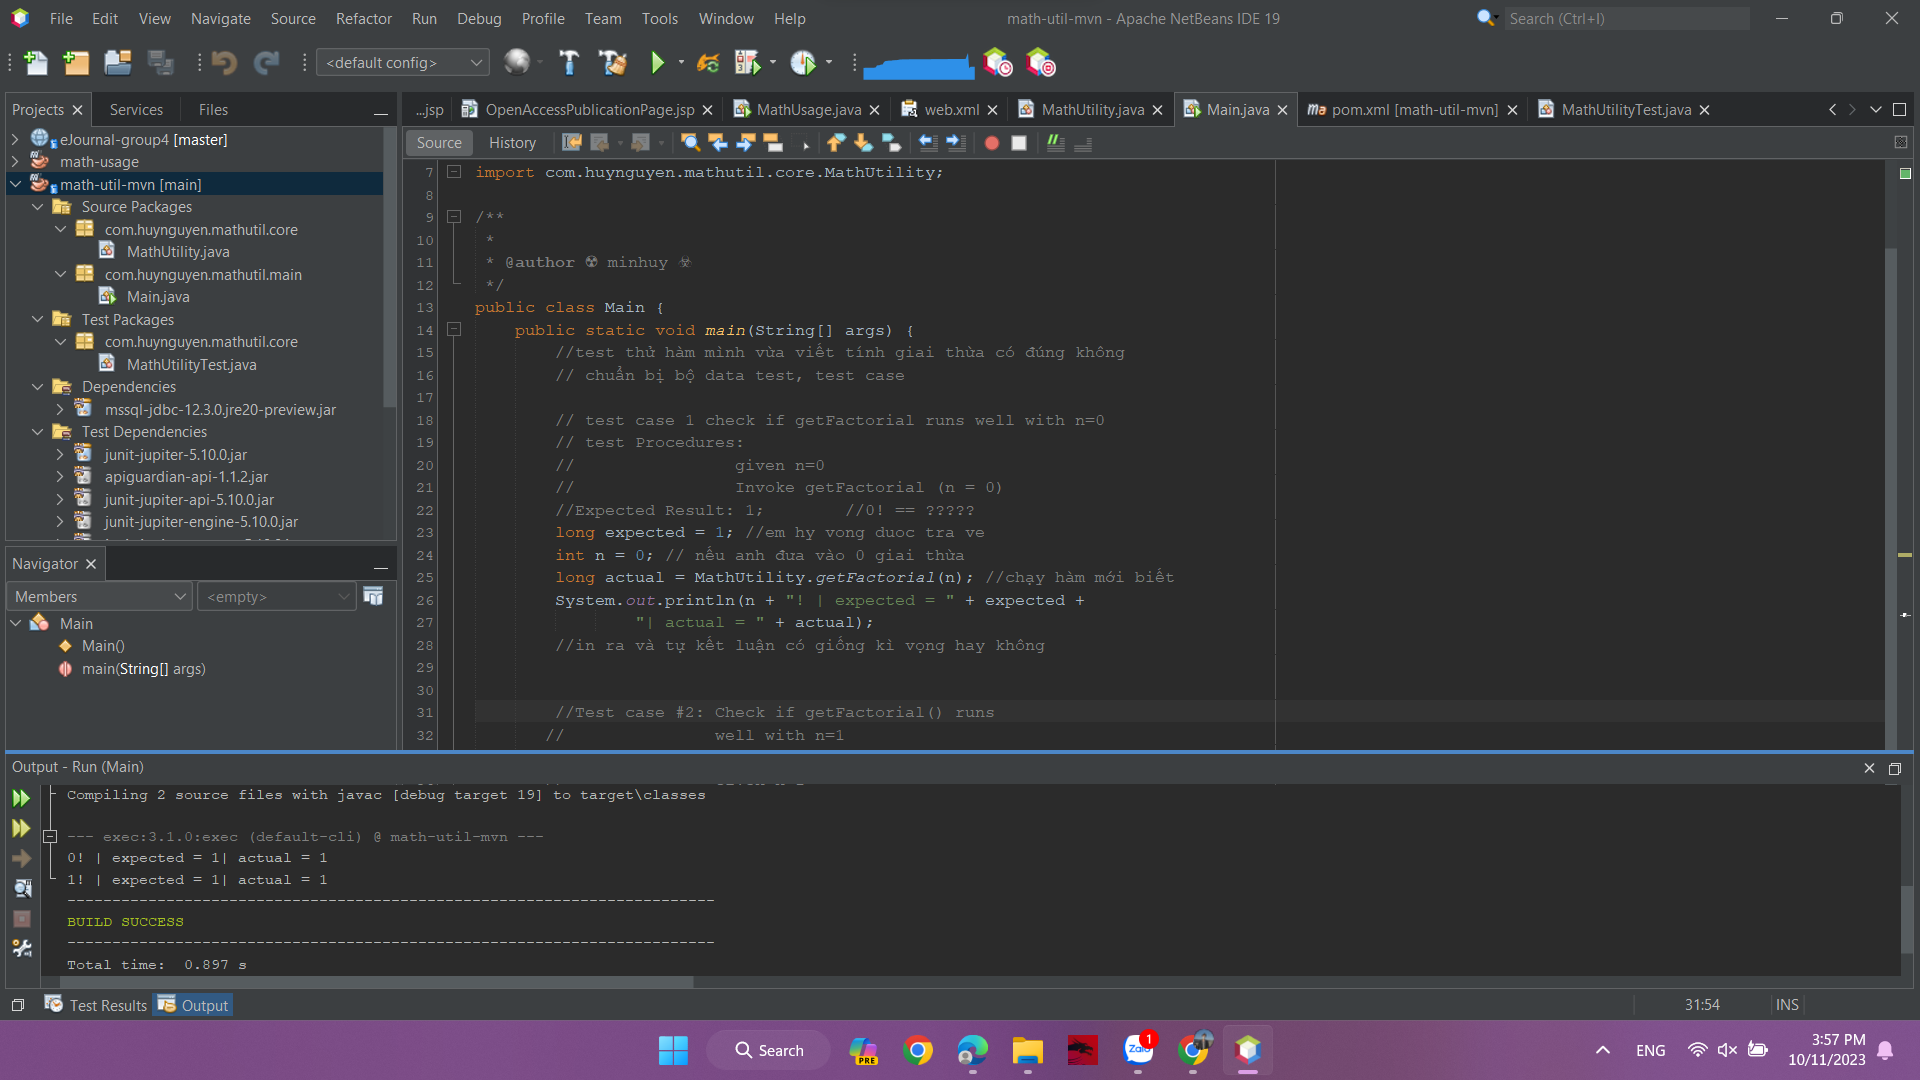 File Edit View Navigate Source Refactor Run Debug Profile Team Tools Window Help
math-util-mvn - Apache NetBeans IDE 19
Search (Ctrl+I)
<default config>
Projects Services Files
eJournal-group4 [master]
math-usage
math-util-mvn [main]
Source Packages
com.huynguyen.mathutil.core
MathUtility.java
com.huynguyen.mathutil.main
Main.java
Test Packages
com.huynguyen.mathutil.core
MathUtilityTest.java
Dependencies
mssql-jdbc-12.3.0.jre20-preview.jar
Test Dependencies
junit-jupiter-5.10.0.jar
apiguardian-api-1.1.2.jar
junit-jupiter-api-5.10.0.jar
junit-jupiter-engine-5.10.0.jar
Navigator
Members <empty>
Main
Main()
main(String[] args)
...jsp OpenAccessPublicationPage.jsp MathUsage.java web.xml MathUtility.java Main.java pom.xml [math-util-mvn] MathUtilityTest.java
Source History
7 import com.huynguyen.mathutil.core.MathUtility;
8
9 /**
10 *
11 * @author ☢ minhuy ☣
12 */
13 public class Main {
14 public static void main(String[] args) {
15 //test thử hàm mình vừa viết tính giai thừa có đúng không
16 // chuẩn bị bộ data test, test case
17
18 // test case 1 check if getFactorial runs well with n=0
19 // test Procedures:
20 // given n=0
21 // Invoke getFactorial (n = 0)
22 //Expected Result: 1; //0! == ?????
23 long expected = 1; //em hy vong duoc tra ve
24 int n = 0; // nếu anh đưa vào 0 giai thừa
25 long actual = MathUtility.getFactorial(n); //chạy hàm mới biết
26 System.out.println(n + "! | expected = " + expected +
27 "| actual = " + actual);
28 //in ra và tự kết luận có giống kì vọng hay không
29
30
31 //Test case #2: Check if getFactorial() runs
32 // well with n=1
Output - Run (Main)
Compiling 2 source files with javac [debug target 19] to target\classes
--- exec:3.1.0:exec (default-cli) @ math-util-mvn ---
0! | expected = 1| actual = 1
1! | expected = 1| actual = 1
------------------------------------------------------------------------
BUILD SUCCESS
------------------------------------------------------------------------
Total time:  0.897 s
Test Results Output
31:54 INS
Search
PRE
Zalo
1
ENG
3:57 PM
10/11/2023